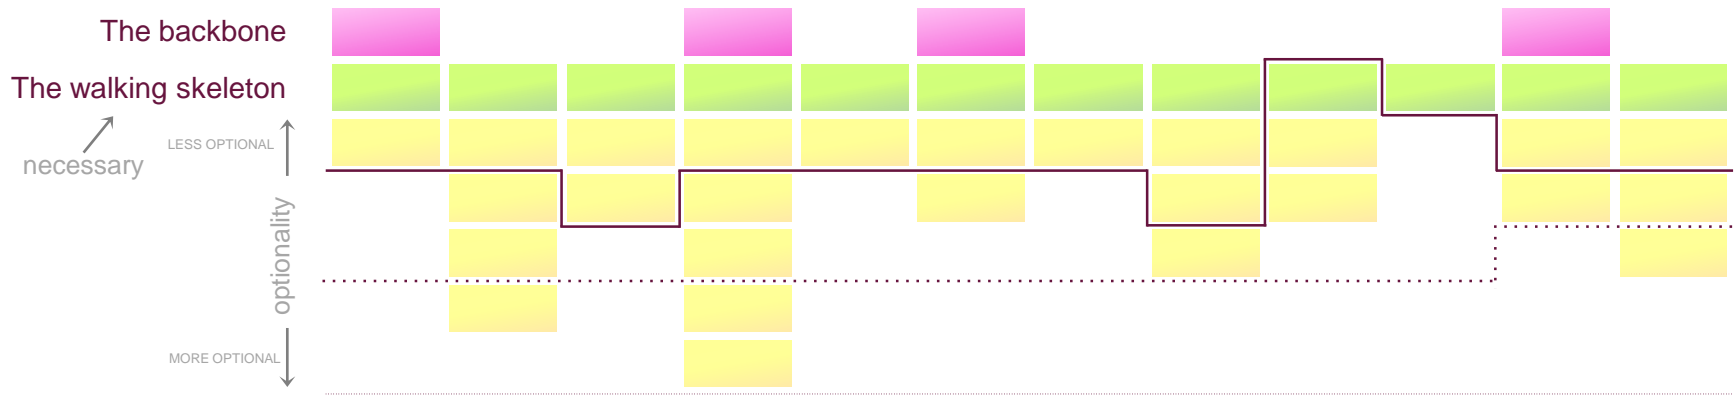 The backbone
The walking skeleton
LESS OPTIONAL
necessary
optionality
MORE OPTIONAL